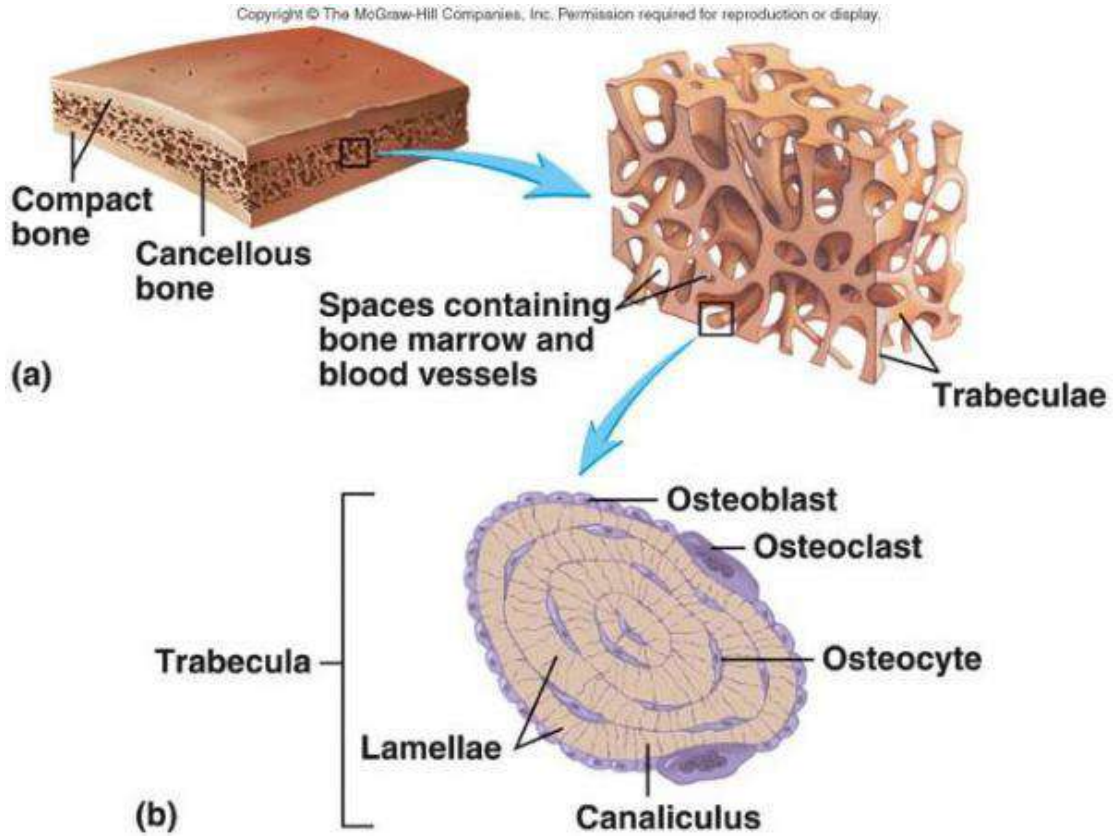 Copyright © The McGraw-Hill Companies, Inc. Permission required for reproduction or display.
Compact
bone
Cancellous
bone
Spaces containing
bone marrow and
blood vessels
(a)
Trabeculae
Osteoblast
Osteoclast
Trabecula
Osteocyte
Lamellae
Canaliculus
(b)